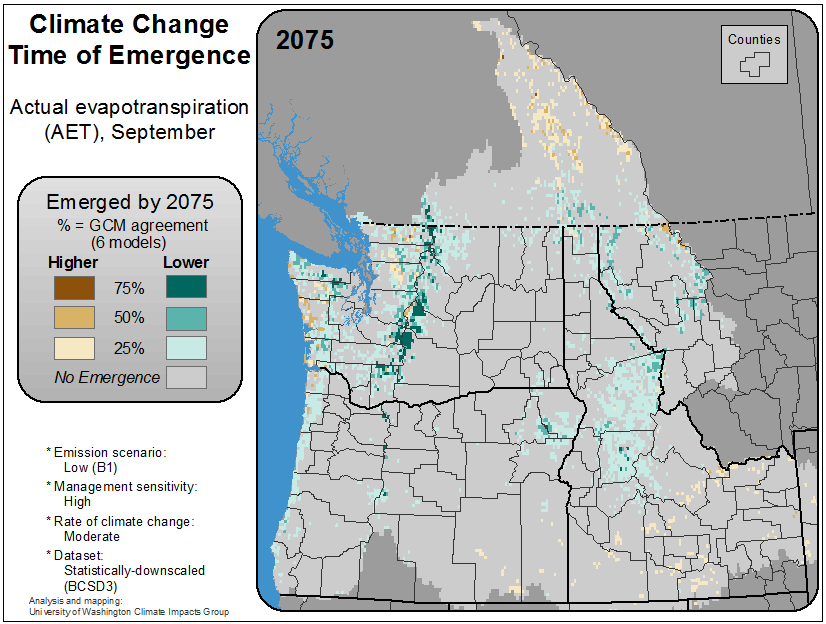 Climate Change
Time of Emergence
Actual evapotranspiration
(AET), September
Emerged by 2075
% = GCM agreement
(6 models)
Higher Lower
75%
50%
25%
No Emergence
* Emission scenario:
Low (B1)
* Management sensitivity:
High
* Rate of climate change:
Moderate
* Dataset:
Statistically-downscaled
(BCSD3)
Analysis and mapping:
University of Washington Climate Impacts Group
2075
Counties